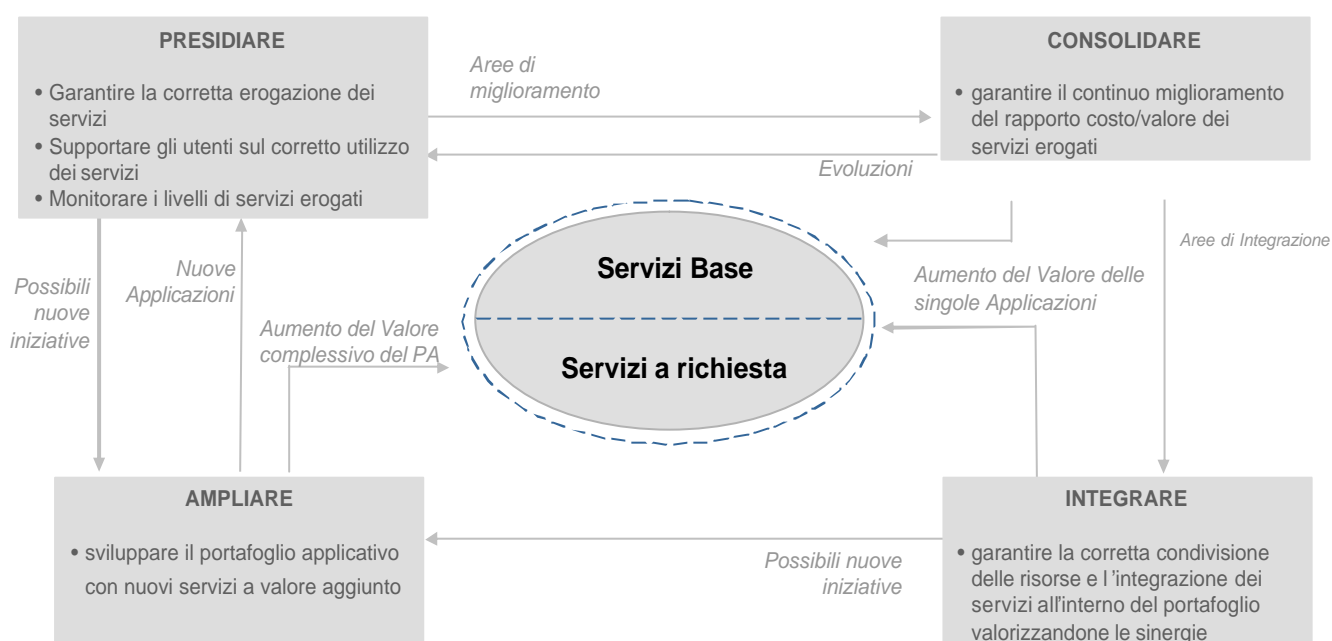 PRESIDIARE
• Garantire la corretta erogazione dei
servizi
• Supportare gli utenti sul corretto utilizzo
dei servizi
• Monitorare i livelli di servizi erogati
Aree di
miglioramento
CONSOLIDARE
• garantire il continuo miglioramento
del rapporto costo/valore dei
servizi erogati
Evoluzioni
Possibili
nuove
iniziative
Nuove
Applicazioni
Aumento del Valore
complessivo del PA
Servizi Base
Servizi a richiesta
Aumento del Valore delle
singole Applicazioni
Aree di Integrazione
AMPLIARE
• sviluppare il portafoglio applicativo
con nuovi servizi a valore aggiunto
Possibili nuove
iniziative
INTEGRARE
• garantire la corretta condivisione
delle risorse e l'integrazione dei
servizi all'interno del portafoglio
valorizzandone le sinergie